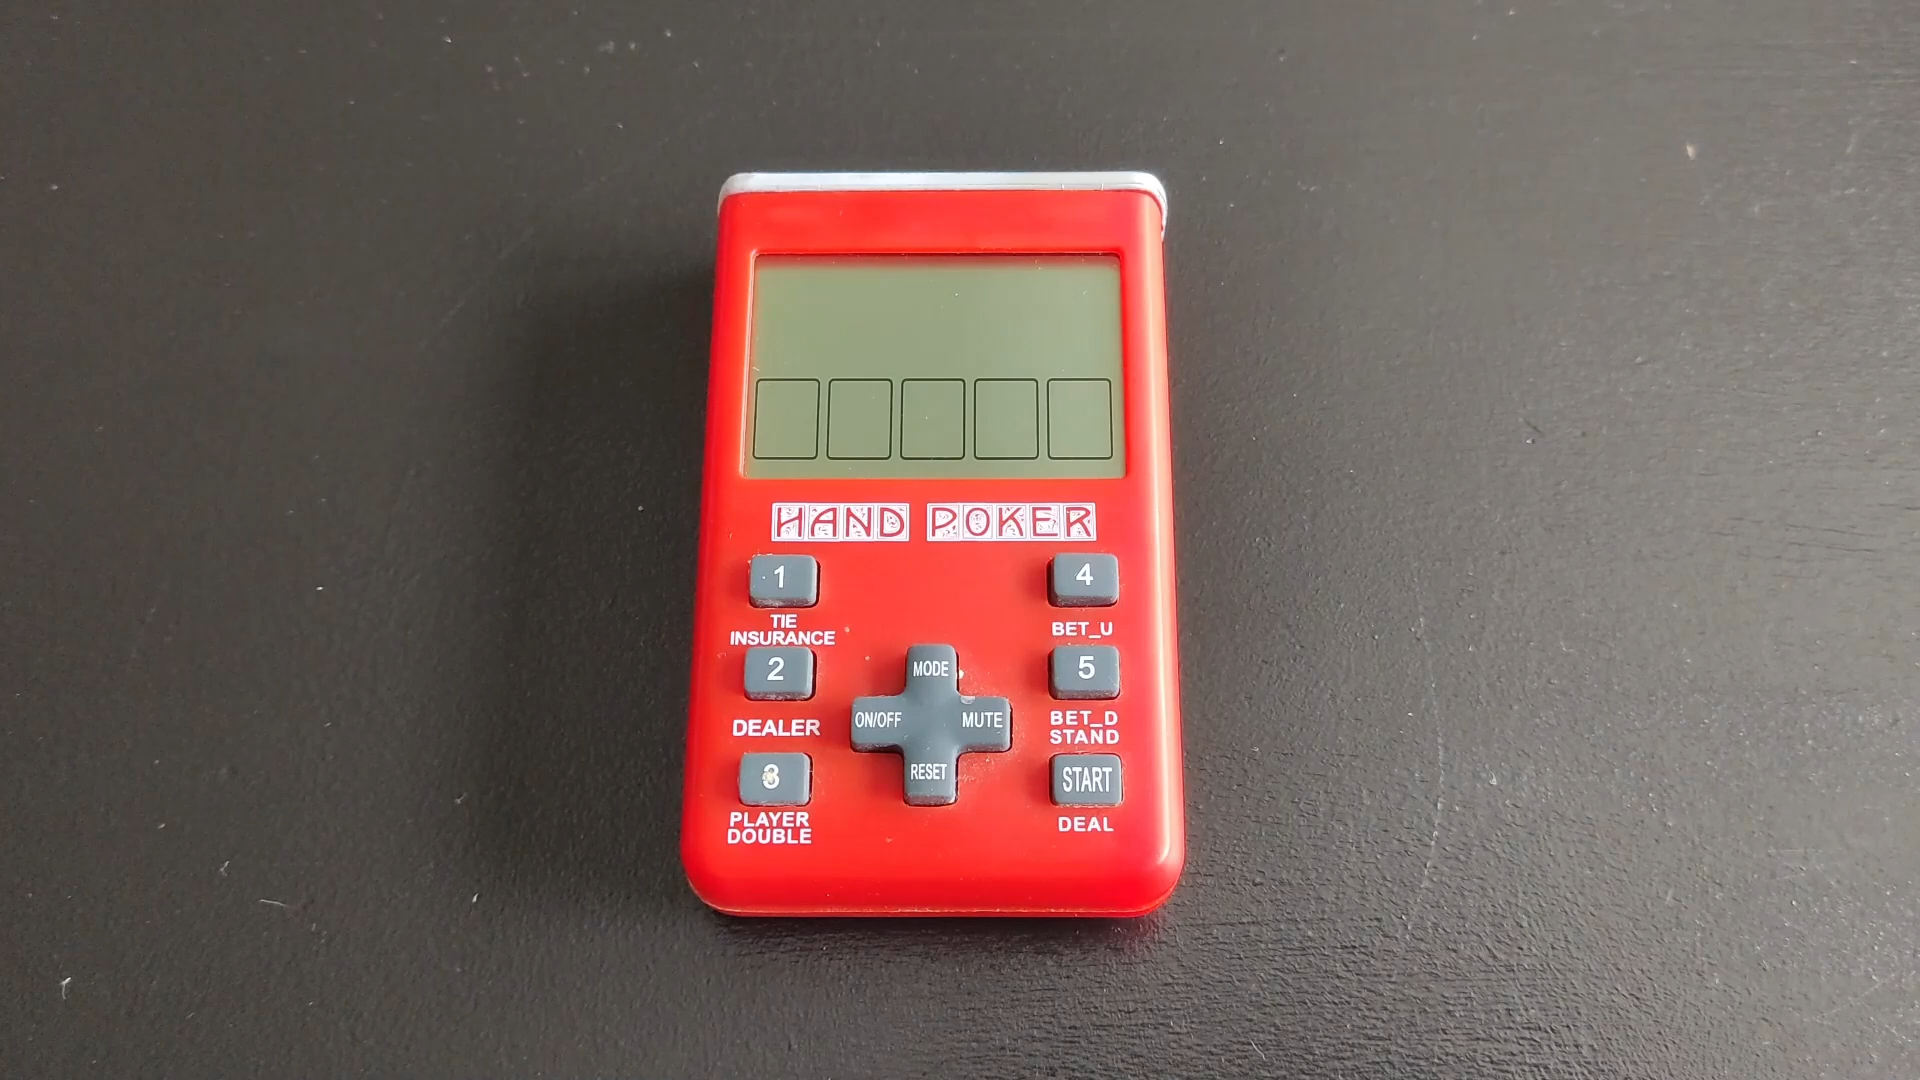 HAND POKER
1
4
TIE
INSURANCE
BET_U
2
MODE
5
ON/OFF
MUTE
DEALER
BET_D
STAND
RESET
3
START
PLAYER
DOUBLE
DEAL